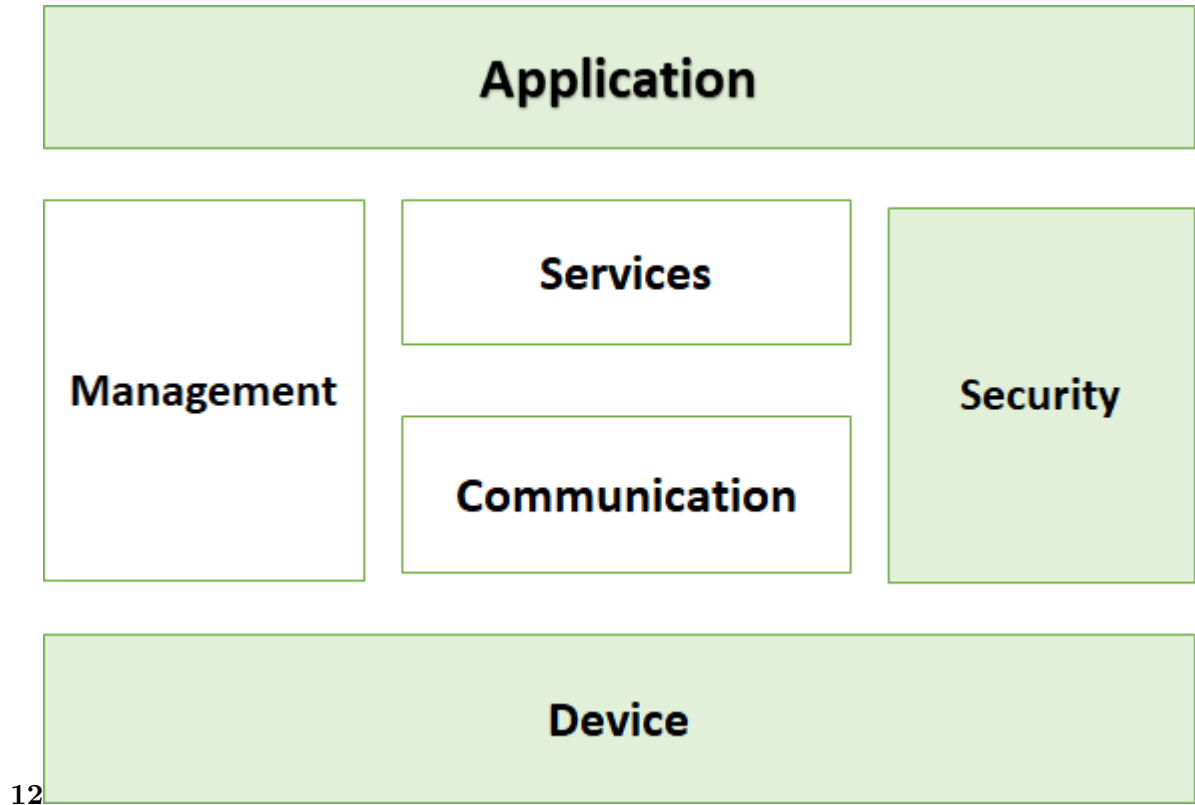 Application
Services
Management
Security
Communication
Device
12